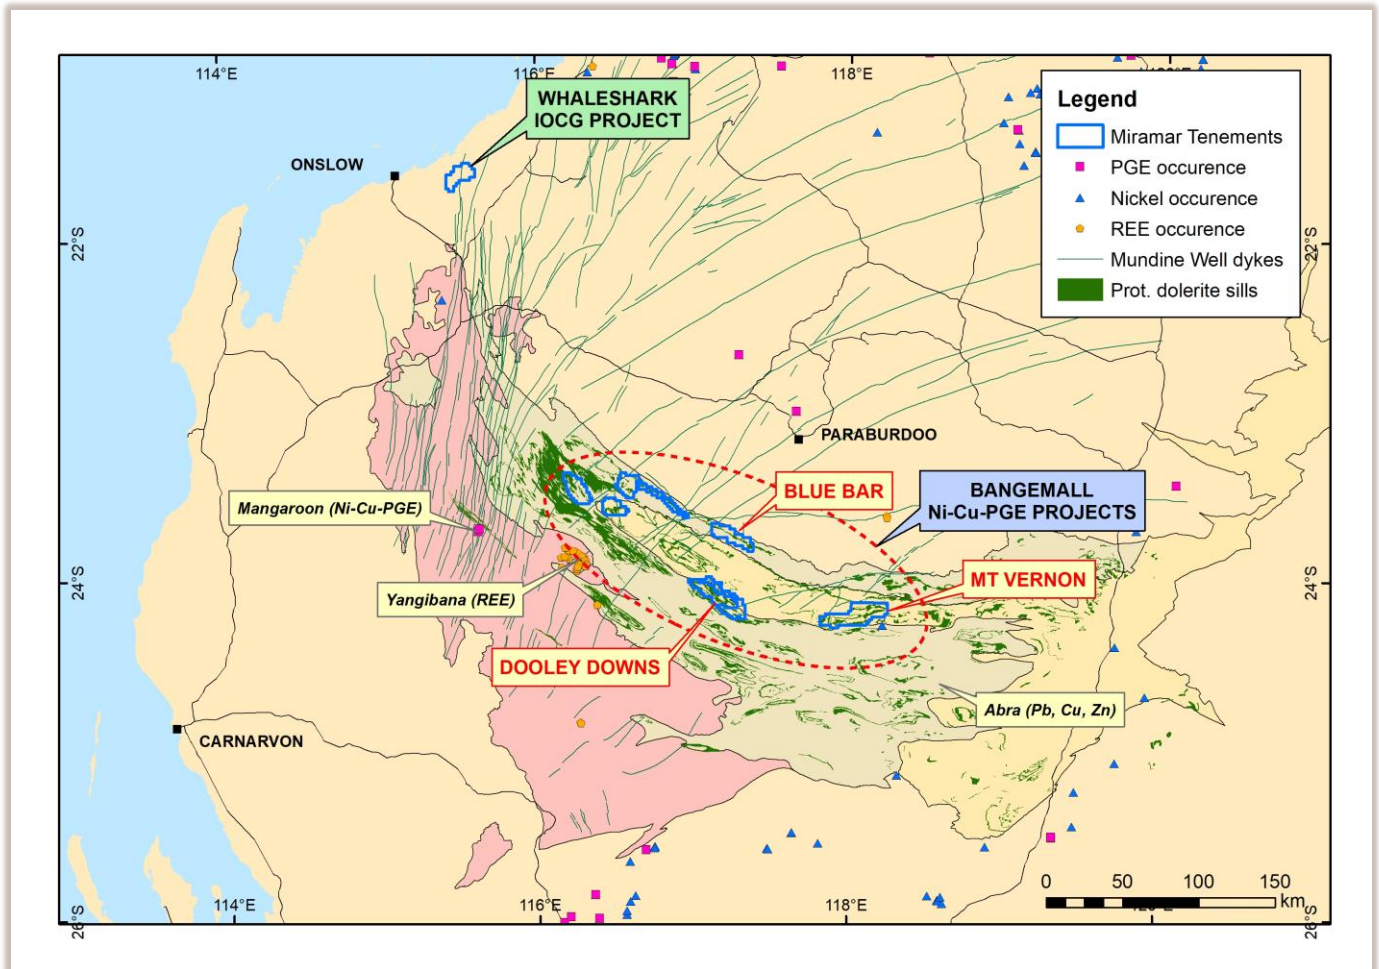 114°E
116°E
118°E
120°E
WHALESHARK
IOCG PROJECT
Legend
Miramar Tenements
PGE occurence
Nickel occurence
REE occurence
Mundine Well dykes
Prot. dolerite sills
ONSLOW
22°S
22°S
PARABURDOO
BLUE BAR
BANGEMALL
Ni-Cu-PGE PROJECTS
Mangaroon (Ni-Cu-PGE)
24°S
24°S
MT VERNON
Yangibana (REE)
DOOLEY DOWNS
Abra (Pb, Cu, Zn)
CARNARVON
0 50 100 150
km
114°E
116°E
118°E
120°E
26°S
26°S